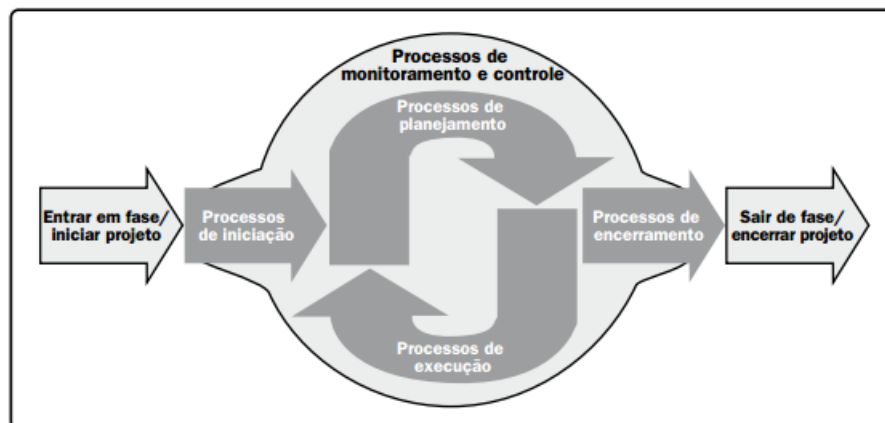 Processos de
monitoramento e controle
Processos de
planejamento
Entrar em fase/
iniciar projeto
Processos
de iniciação
Processos de
encerramento
Sair de fase/
encerrar projeto
Processos de
execução